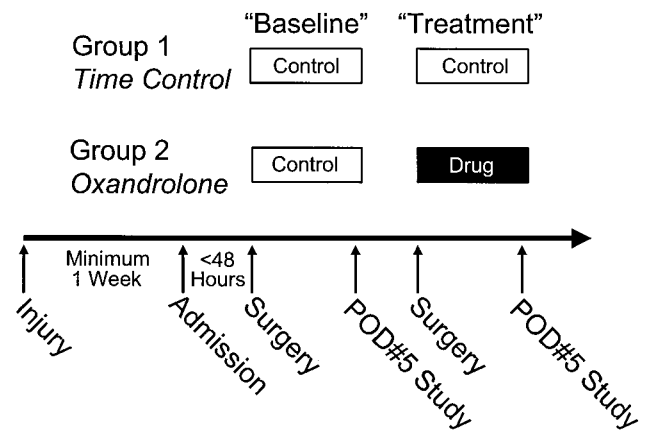 “Baseline” “Treatment”
Group 1
Time Control
Control
Control
Group 2
Oxandrolone
Control
Drug
Minimum
1 Week
<48
Hours
Injury
Admission
Surgery
POD#5 Study
Surgery
POD#5 Study